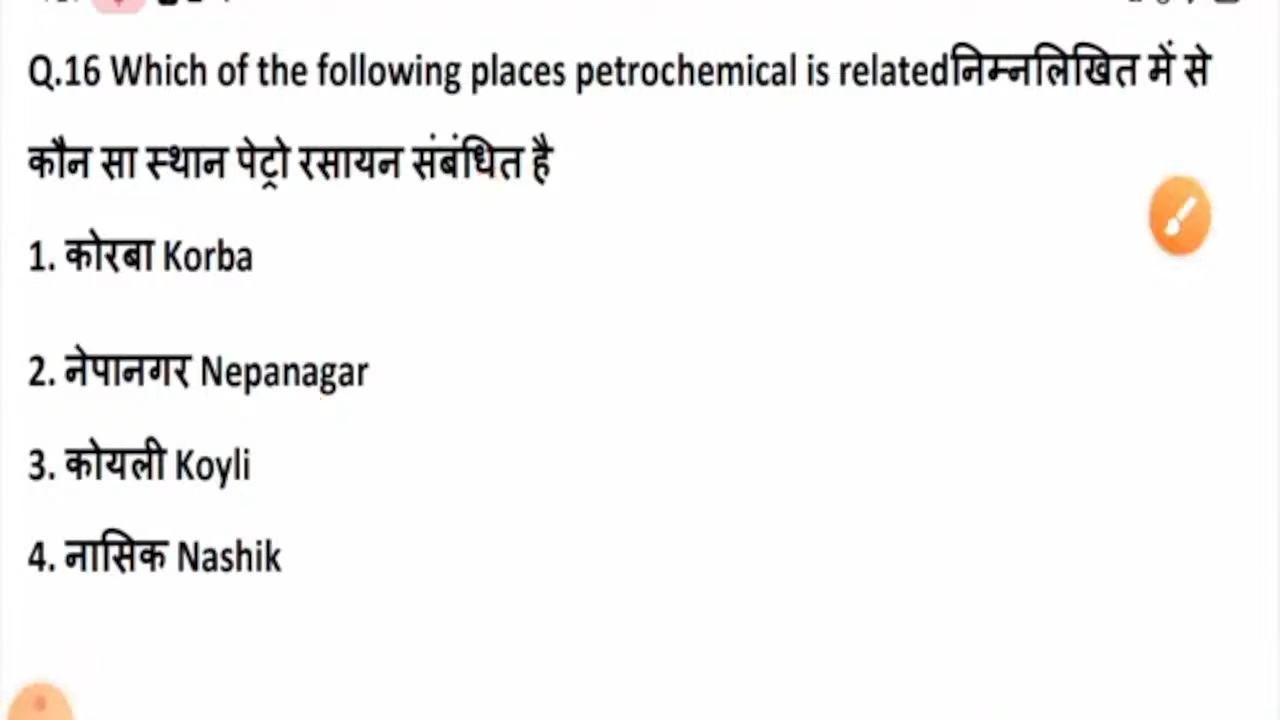 Q.16 Which of the following places petrochemical is relatedनिम्नलिखित में से
कौन सा स्थान पेट्रो रसायन संबंधित है
1. कोरबा Korba
2. नेपानगर Nepanagar
3. कोयली Koyli
4. नासिक Nashik